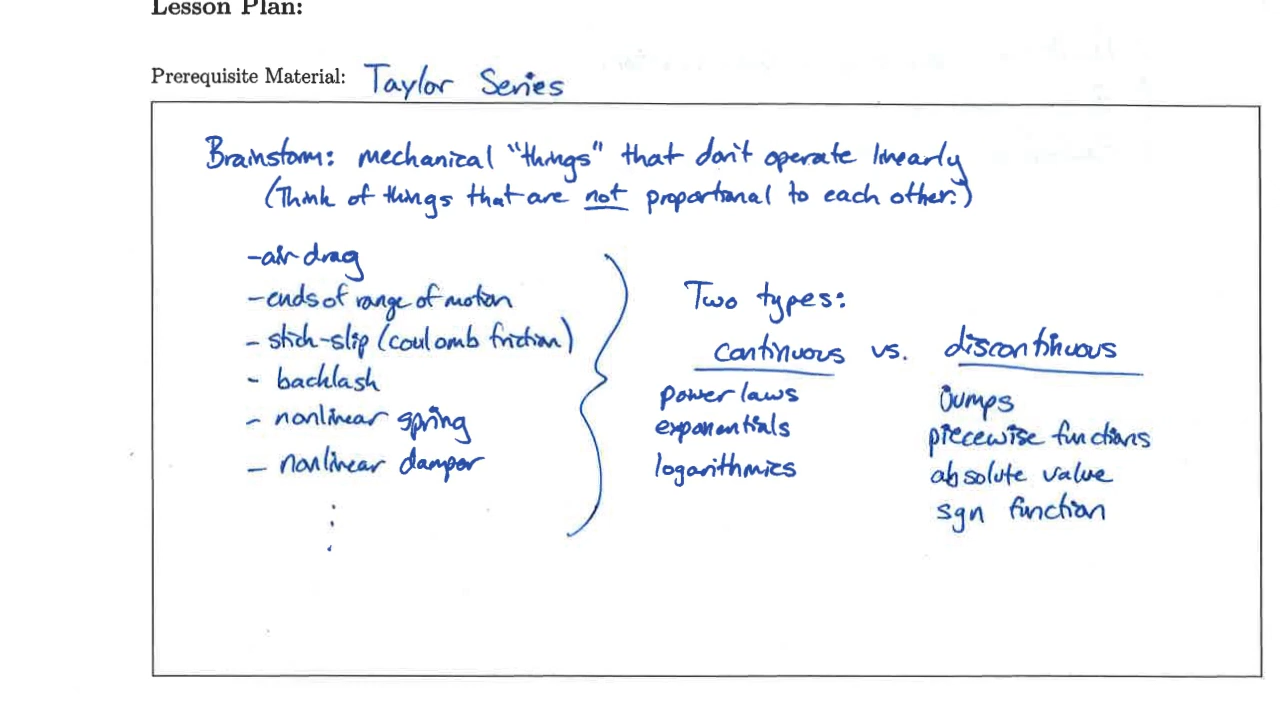 Lesson Plan:
Prerequisite Material: Taylor Series
Brainstorm: mechanical "things" that don't operate linearly
(Think of things that are not proportional to each other.)
-air drag
-ends of range of motion
- stick-slip (coulomb friction)
- backlash
- nonlinear spring
- nonlinear damper
⋮
Two types:
continuous vs. discontinuous
power laws
exponentials
logarithmics
Jumps
piecewise functions
absolute value
sgn function